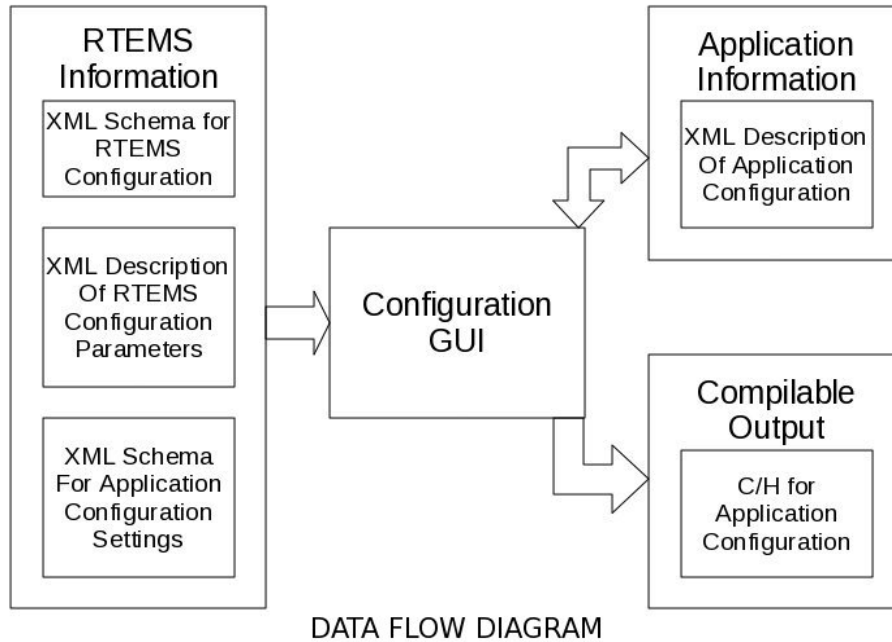 RTEMS
Information
XML Schema for
RTEMS
Configuration
XML Description
Of RTEMS
Configuration
Parameters
XML Schema
For Application
Configuration
Settings
Configuration
GUI
Application
Information
XML Description
Of Application
Configuration
Compilable
Output
C/H for
Application
Configuration
DATA FLOW DIAGRAM